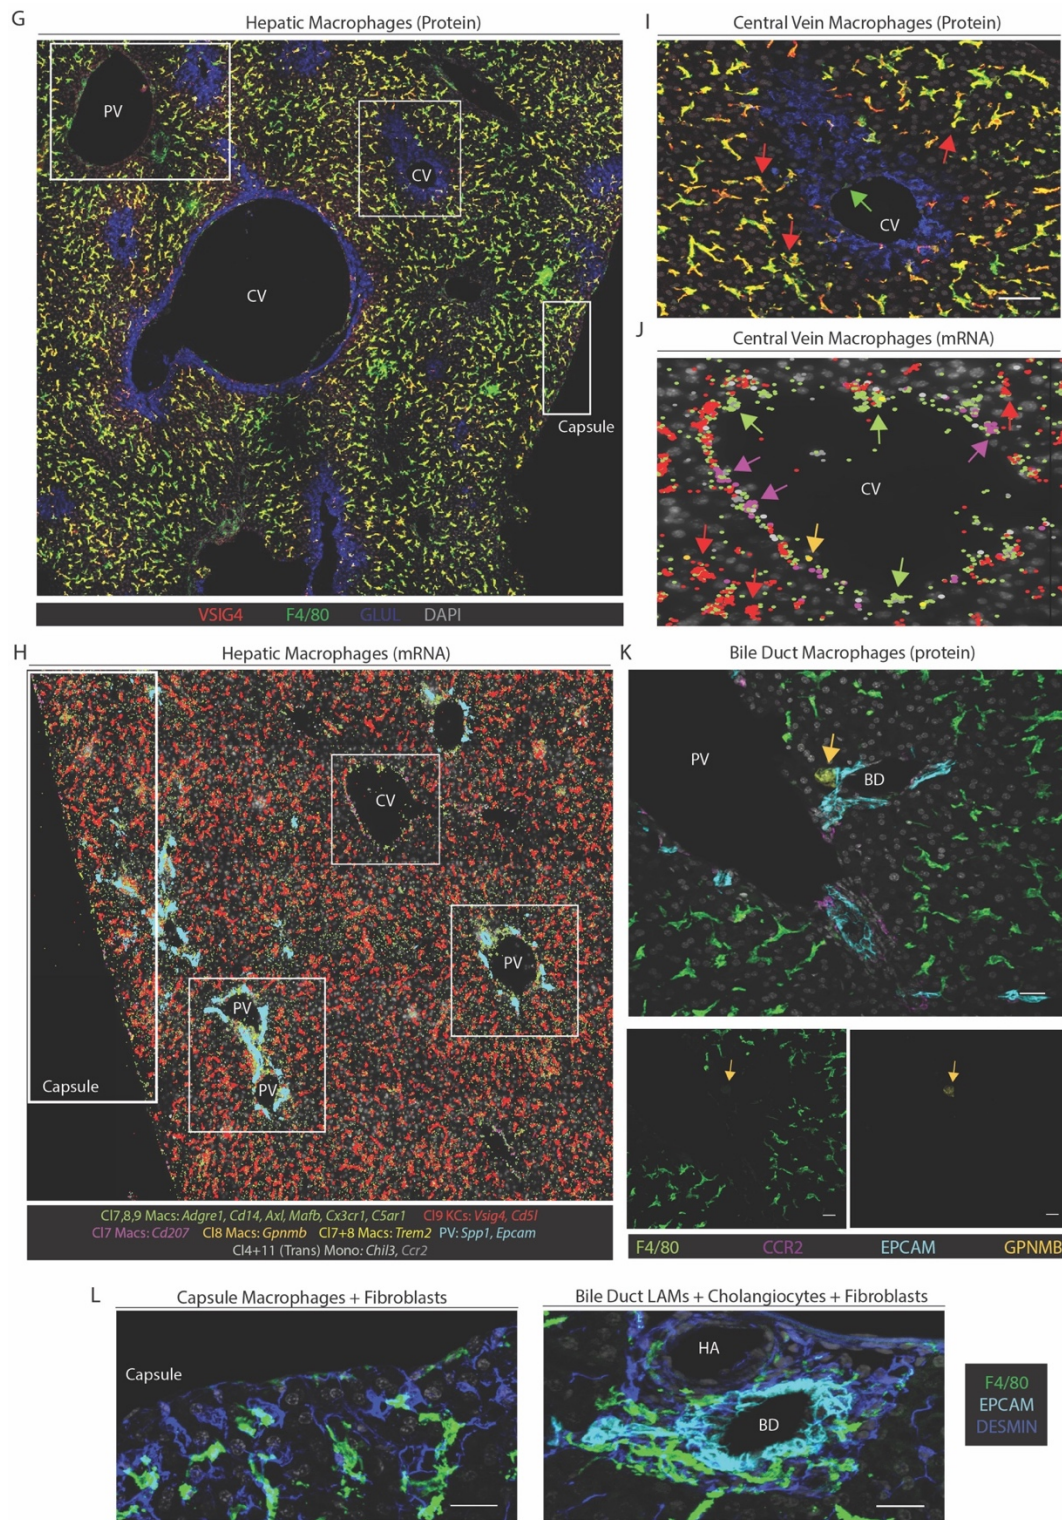 G
Hepatic Macrophages (Protein)
PV
CV
CV
Capsule
VSIG4 F4/80 GLUL DAPI
I
Central Vein Macrophages (Protein)
CV
J
Central Vein Macrophages (mRNA)
CV
H
Hepatic Macrophages (mRNA)
CV
PV
PV
PV
Capsule
Cl7,8,9 Macs: Adgre1, Cd14, Axl, Mafb, Cx3cr1, C5ar1 Cl9 KCs: Vsig4, Cd5l
Cl7 Macs: Cd207 Cl8 Macs: Gpnmb Cl7+8 Macs: Trem2 PV: Spp1, Epcam
Cl4+11 (Trans) Mono: Chil3, Ccr2
K
Bile Duct Macrophages (protein)
PV
BD
F4/80 CCR2 EPCAM GPNMB
L
Capsule Macrophages + Fibroblasts
Capsule
Bile Duct LAMs + Cholangiocytes + Fibroblasts
HA
BD
F4/80
EPCAM
DESMIN